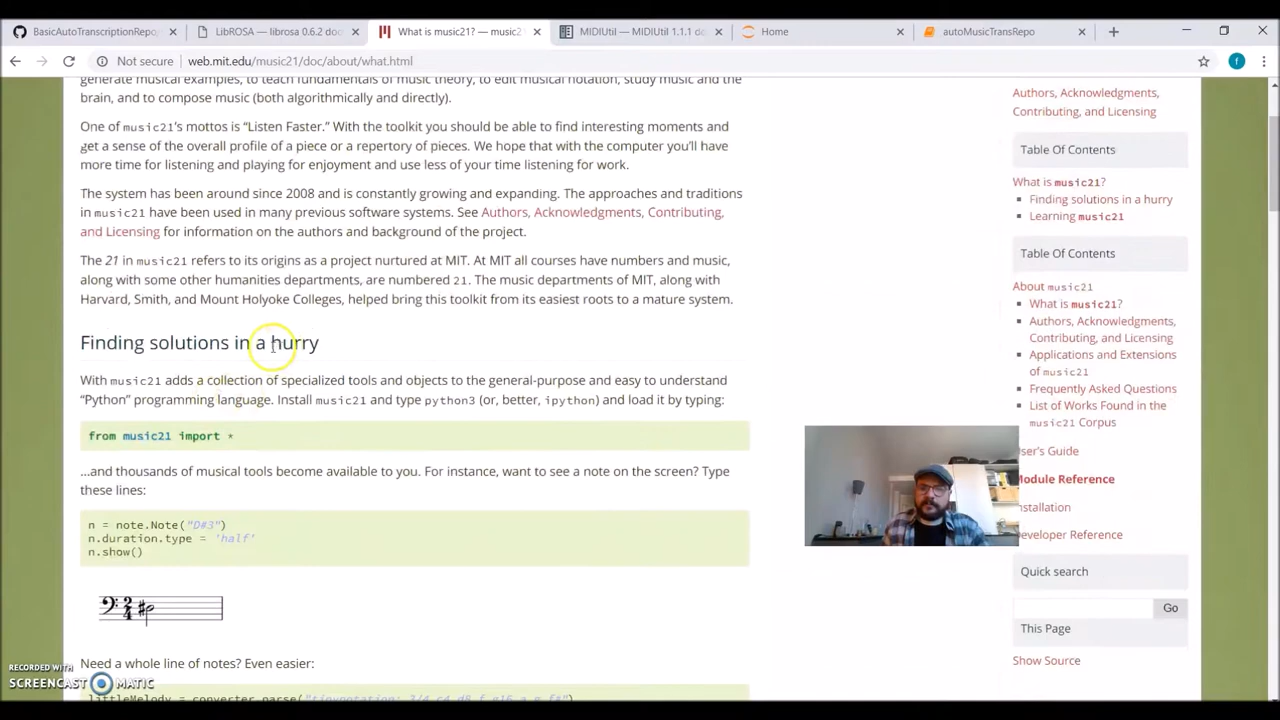 BasicAutoTranscriptionRepo
LibROSA — librosa 0.6.2 do
What is music21? — music2
MIDIUtil — MIDIUtil 1.1.1 do
Home
autoMusicTransRepo
Not secure | web.mit.edu/music21/doc/about/what.html
f
generate musical examples, to teach fundamentals of music theory, to edit musical notation, study music and the
brain, and to compose music (both algorithmically and directly).
One of music21's mottos is “Listen Faster.” With the toolkit you should be able to find interesting moments and
get a sense of the overall profile of a piece or a repertory of pieces. We hope that with the computer you’ll have
more time for listening and playing for enjoyment and use less of your time listening for work.
The system has been around since 2008 and is constantly growing and expanding. The approaches and traditions
in music21 have been used in many previous software systems. See Authors, Acknowledgments, Contributing,
and Licensing for information on the authors and background of the project.
The 21 in music21 refers to its origins as a project nurtured at MIT. At MIT all courses have numbers and music,
along with some other humanities departments, are numbered 21. The music departments of MIT, along with
Harvard, Smith, and Mount Holyoke Colleges, helped bring this toolkit from its easiest roots to a mature system.
Finding solutions in a hurry
With music21 adds a collection of specialized tools and objects to the general-purpose and easy to understand
“Python” programming language. Install music21 and type python3 (or, better, ipython) and load it by typing:
from music21 import *
…and thousands of musical tools become available to you. For instance, want to see a note on the screen? Type
these lines:
n = note.Note("D#3")
n.duration.type = 'half'
n.show()
Need a whole line of notes? Even easier:
littleMelody = converter.parse("tinynotation: 3/4 c4 d8 f g16 a g f#")
Authors, Acknowledgments,
Contributing, and Licensing
Table Of Contents
What is music21?
Finding solutions in a hurry
Learning music21
Table Of Contents
About music21
What is music21?
Authors, Acknowledgments,
Contributing, and Licensing
Applications and Extensions
of music21
Frequently Asked Questions
List of Works Found in the
music21 Corpus
User's Guide
Module Reference
Installation
Developer Reference
Quick search
Go
This Page
Show Source
RECORDED WITH
SCREENCAST MATIC